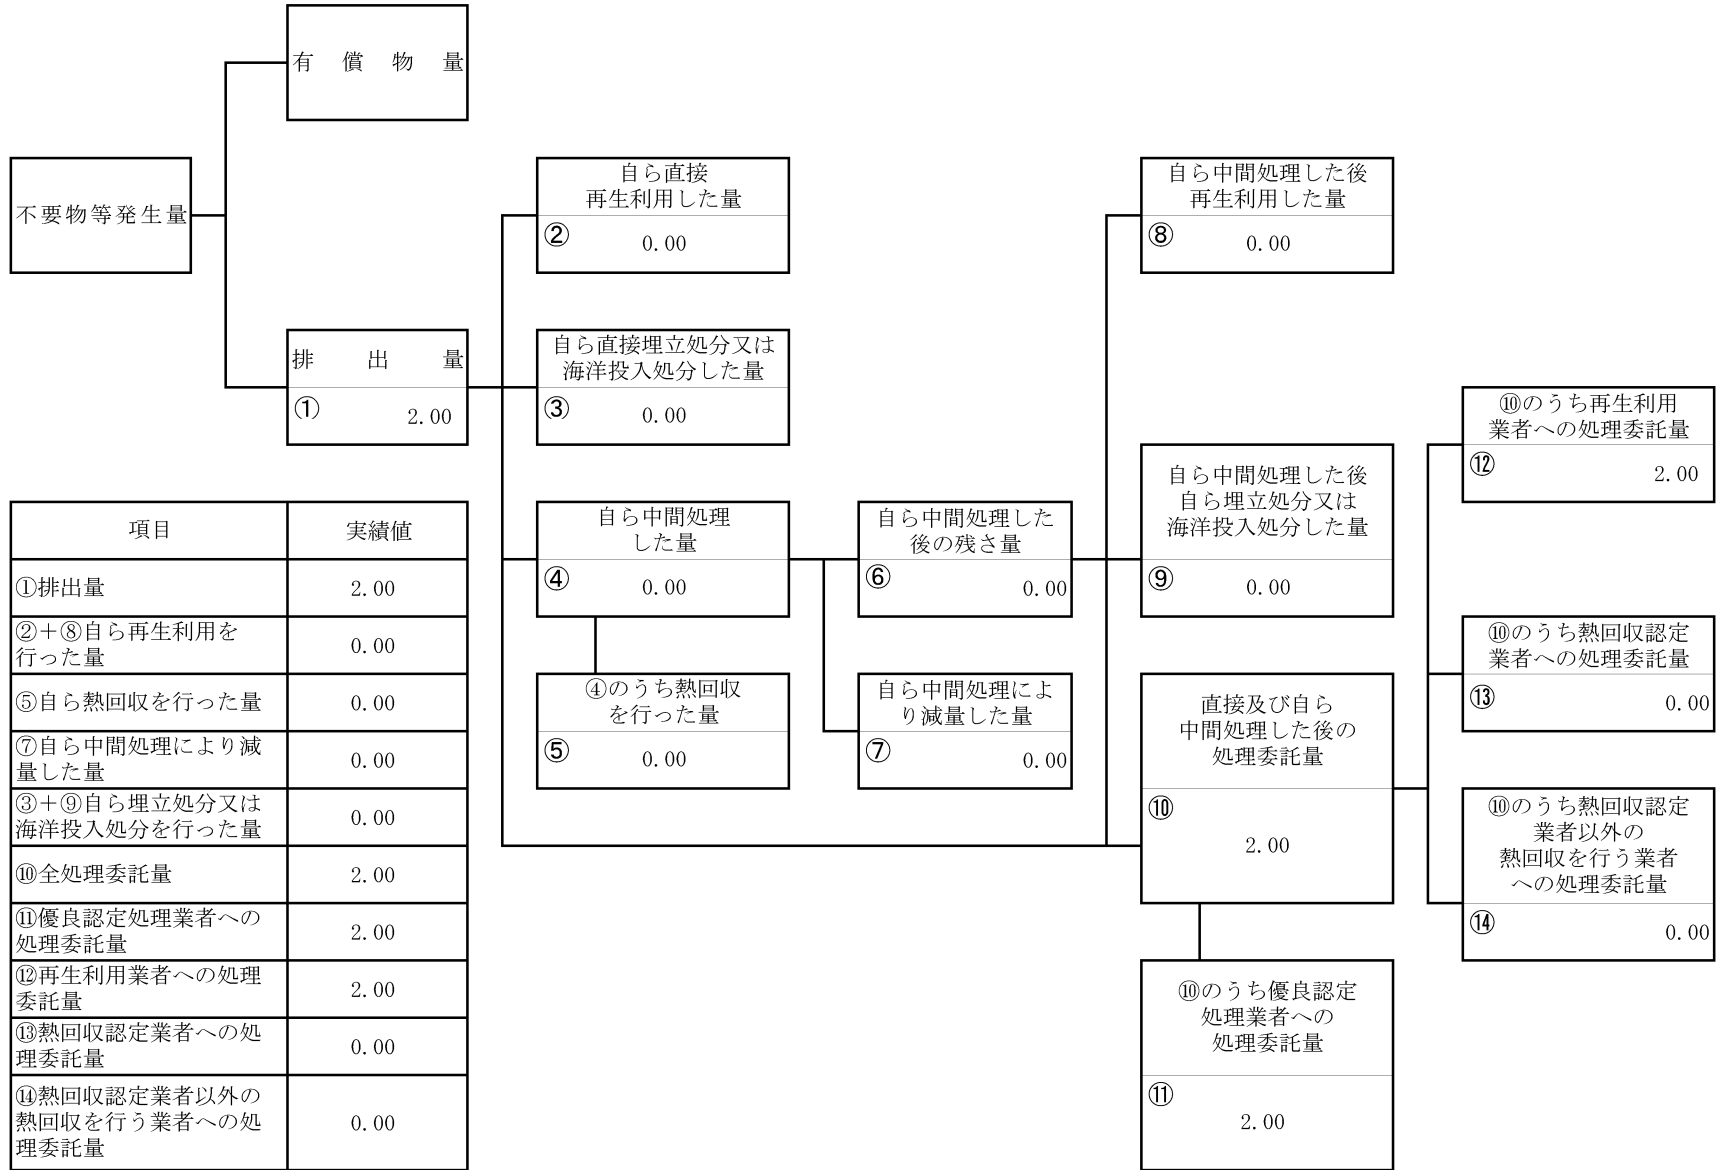 有償物量
不要物等発生量
排出量
① 2.00
自ら直接
再生利用した量
② 0.00
自ら直接埋立処分又は
海洋投入処分した量
③ 0.00
自ら中間処理
した量
④ 0.00
④のうち熱回収
を行った量
⑤ 0.00
自ら中間処理した
後の残さ量
⑥ 0.00
自ら中間処理によ
り減量した量
⑦ 0.00
自ら中間処理した後
再生利用した量
⑧ 0.00
自ら中間処理した後
自ら埋立処分又は
海洋投入処分した量
⑨ 0.00
直接及び自ら
中間処理した後の
処理委託量
⑩
2.00
⑩のうち優良認定
処理業者への
処理委託量
⑪
2.00
⑩のうち再生利用
業者への処理委託量
⑫ 2.00
⑩のうち熱回収認定
業者への処理委託量
⑬ 0.00
⑩のうち熱回収認定
業者以外の
熱回収を行う業者
への処理委託量
⑭ 0.00
項目 実績値
①排出量 2.00
②＋⑧自ら再生利用を
行った量 0.00
⑤自ら熱回収を行った量 0.00
⑦自ら中間処理により減
量した量 0.00
③＋⑨自ら埋立処分又は
海洋投入処分を行った量 0.00
⑩全処理委託量 2.00
⑪優良認定処理業者への
処理委託量 2.00
⑫再生利用業者への処理
委託量 2.00
⑬熱回収認定業者への処
理委託量 0.00
⑭熱回収認定業者以外の
熱回収を行う業者への処 0.00
理委託量